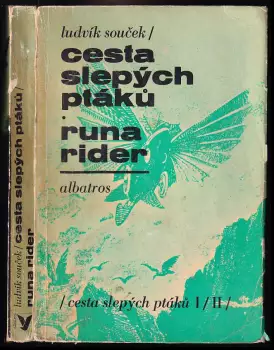 ludvík souček/
cesta
slepých
ptáků
·
runa
rider
albatros
/cesta slepých ptáků I/II/
ludvík souček/cesta slepých ptáků/
runa rider